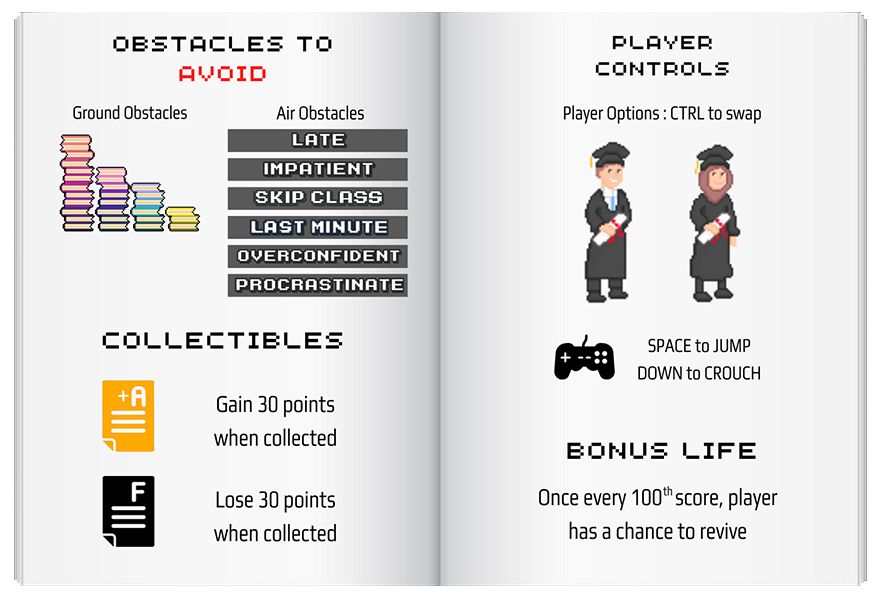 OBSTACLES TO
AVOID
Ground Obstacles
Air Obstacles
LATE
IMPATIENT
SKIP CLASS
LAST MINUTE
OVERCONFIDENT
PROCRASTINATE
COLLECTIBLES
+A
Gain 30 points
when collected
F
Lose 30 points
when collected
PLAYER
CONTROLS
Player Options : CTRL to swap
SPACE to JUMP
DOWN to CROUCH
BONUS LIFE
Once every 100th score, player
has a chance to revive